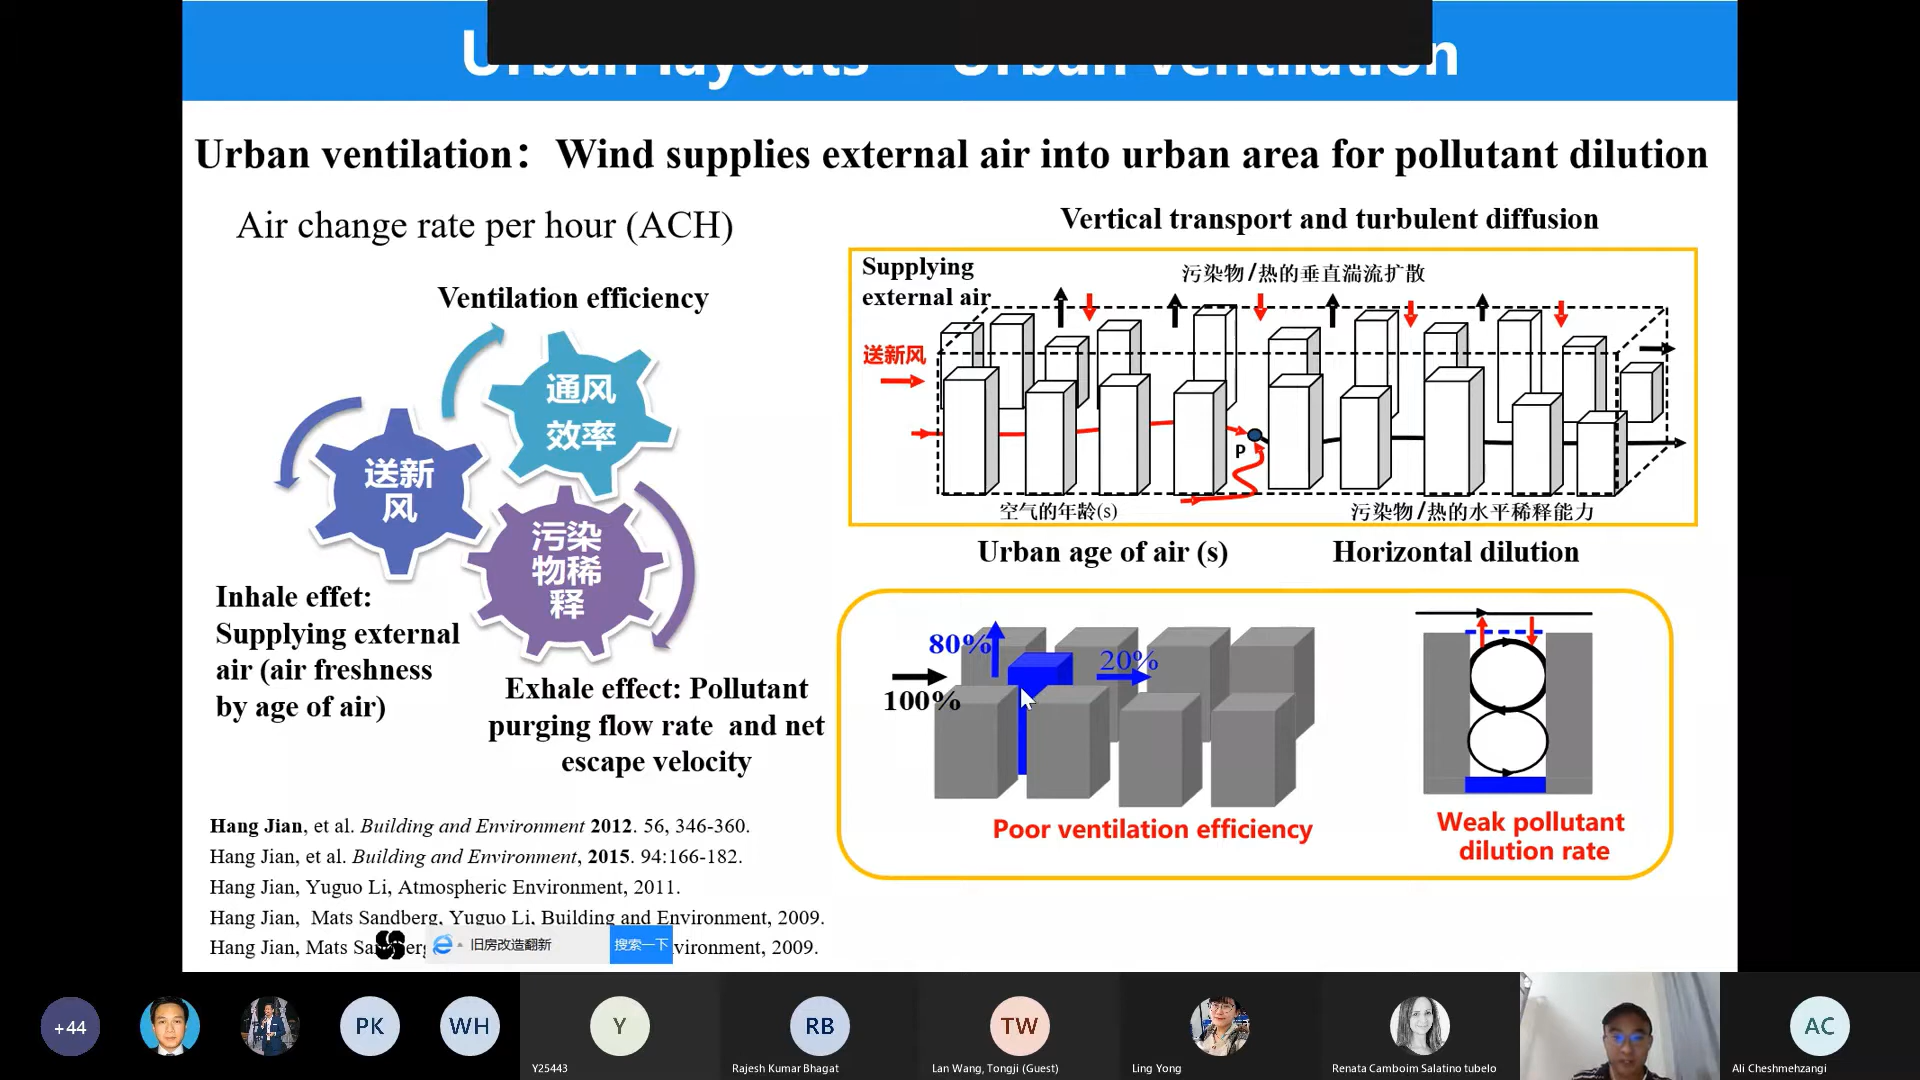 Urban layouts Urban ventilation
Urban ventilation：Wind supplies external air into urban area for pollutant dilution
Air change rate per hour (ACH)
Ventilation efficiency
通风
效率
送新
风
污染
物稀
释
Inhale effet:
Supplying external
air (air freshness
by age of air)
Exhale effect: Pollutant
purging flow rate and net
escape velocity
Hang Jian, et al. Building and Environment 2012. 56, 346-360.
Hang Jian, et al. Building and Environment, 2015. 94:166-182.
Hang Jian, Yuguo Li, Atmospheric Environment, 2011.
Hang Jian, Mats Sandberg, Yuguo Li, Building and Environment, 2009.
Hang Jian, Mats 2009.
旧房改造翻新
搜索一下
Vertical transport and turbulent diffusion
Supplying
external air
污染物/热的垂直湍流扩散
送新风
P
空气的年龄(s)
污染物/热的水平稀释能力
Urban age of air (s)
Horizontal dilution
80%
20%
100%
Poor ventilation efficiency
Weak pollutant
dilution rate
+44
PK
WH
Y
Y25443
RB
Rajesh Kumar Bhagat
TW
Lan Wang, Tongji (Guest)
Ling Yong
Renata Camboim Salatino tubelo
AC
Ali Cheshmehzangi